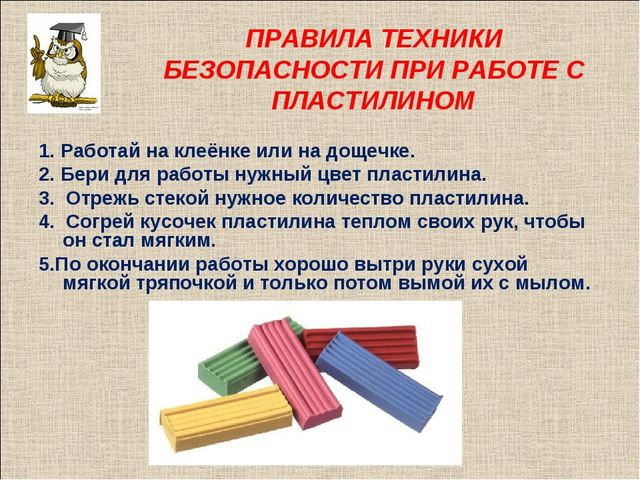 ПРАВИЛА ТЕХНИКИ
БЕЗОПАСНОСТИ ПРИ РАБОТЕ С
ПЛАСТИЛИНОМ
1. Работай на клеёнке или на дощечке.
2. Бери для работы нужный цвет пластилина.
3. Отрежь стекой нужное количество пластилина.
4. Согрей кусочек пластилина теплом своих рук, чтобы
он стал мягким.
5.По окончании работы хорошо вытри руки сухой
мягкой тряпочкой и только потом вымой их с мылом.